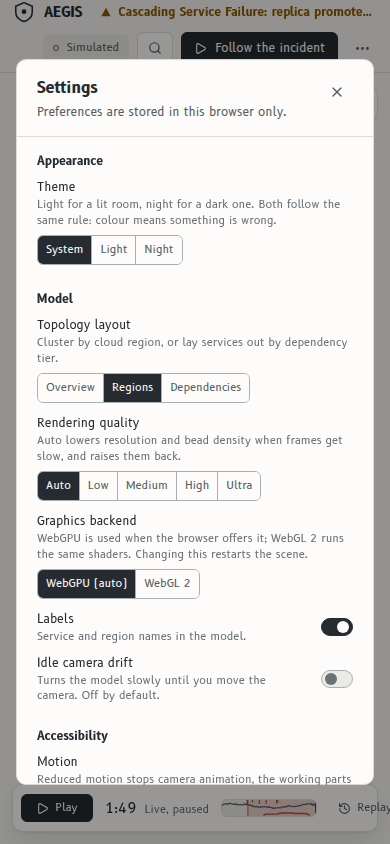 AEGIS
Cascading Service Failure: replica promote...
Simulated
Follow the incident
Settings
Preferences are stored in this browser only.
Appearance
Theme
Light for a lit room, night for a dark one. Both follow the
same rule: colour means something is wrong.
System Light Night
Model
Topology layout
Cluster by cloud region, or lay services out by dependency
tier.
Overview Regions Dependencies
Rendering quality
Auto lowers resolution and bead density when frames get
slow, and raises them back.
Auto Low Medium High Ultra
Graphics backend
WebGPU is used when the browser offers it; WebGL 2 runs
the same shaders. Changing this restarts the scene.
WebGPU (auto) WebGL 2
Labels
Service and region names in the model.
Idle camera drift
Turns the model slowly until you move the
camera. Off by default.
Accessibility
Motion
Reduced motion stops camera animation, the working parts
Play 1:49 Live, paused Replay